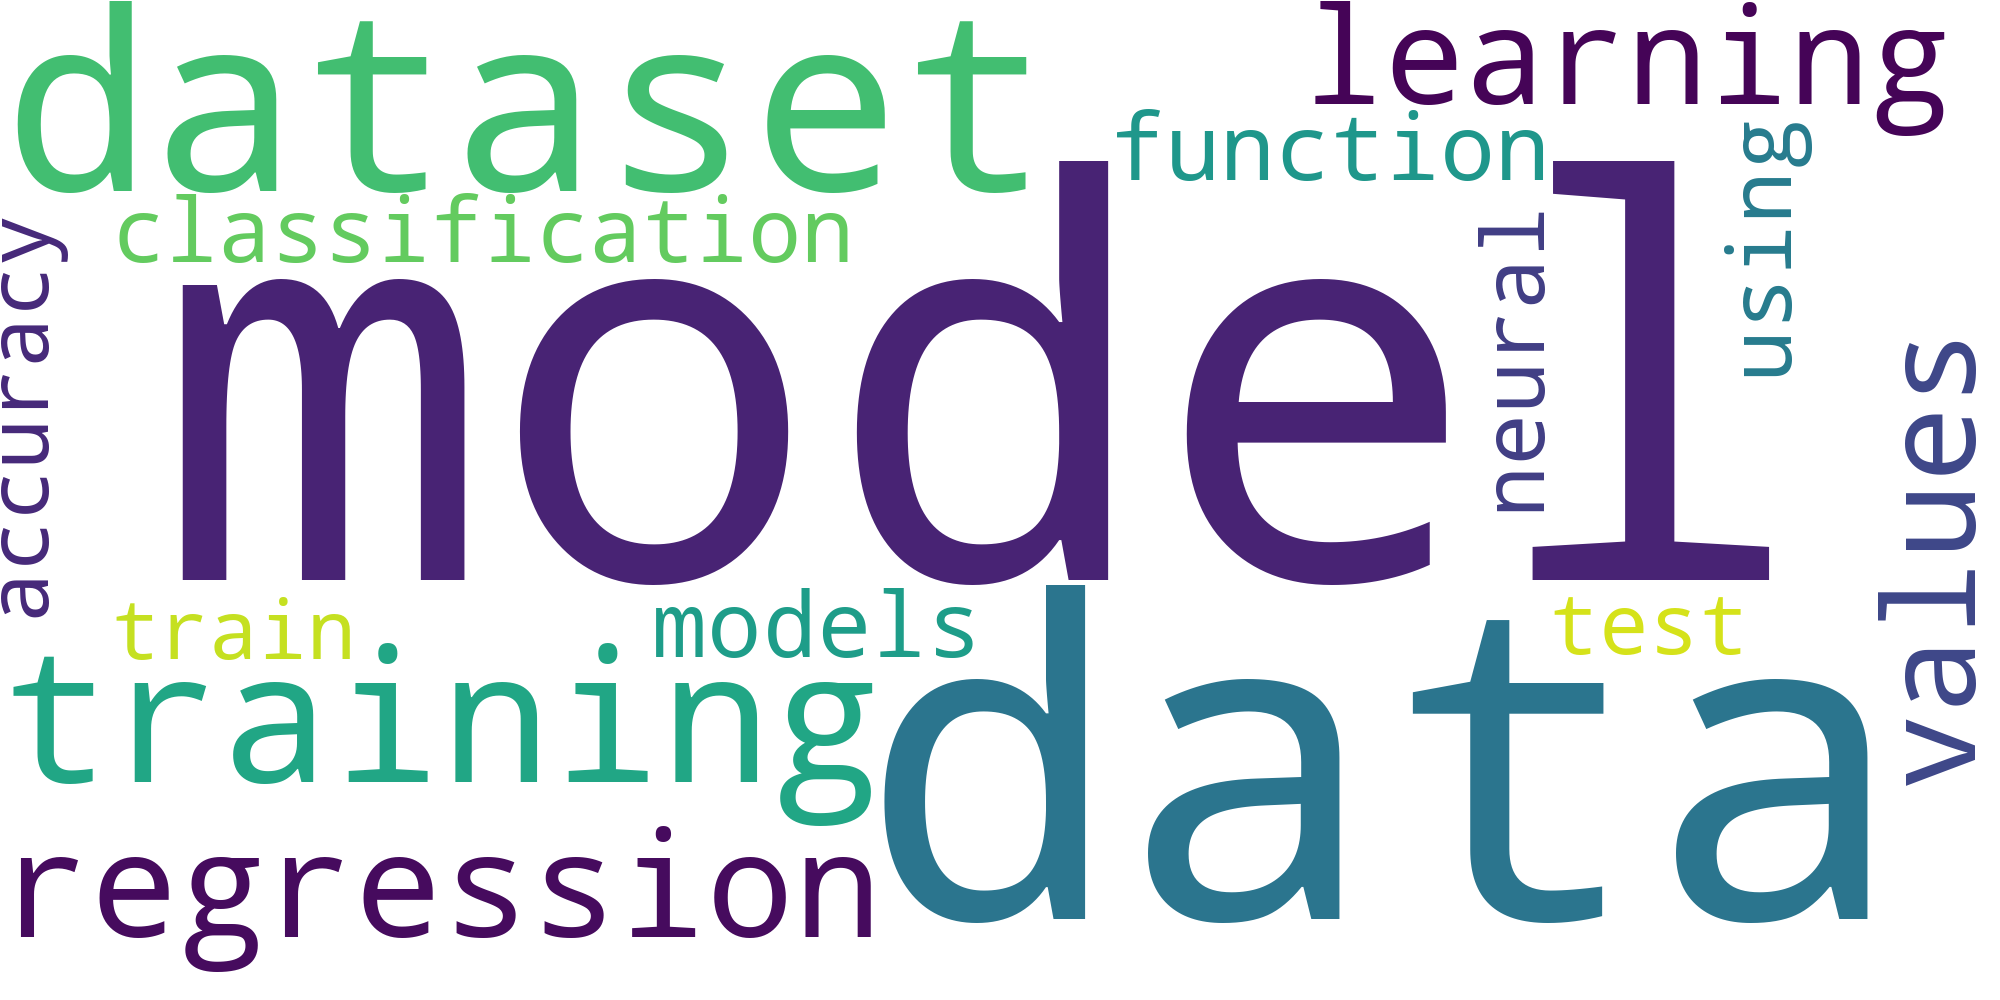 dataset
learning
function
using
classification
accuracy
model
neural
values
train
models
test
training
data
regression